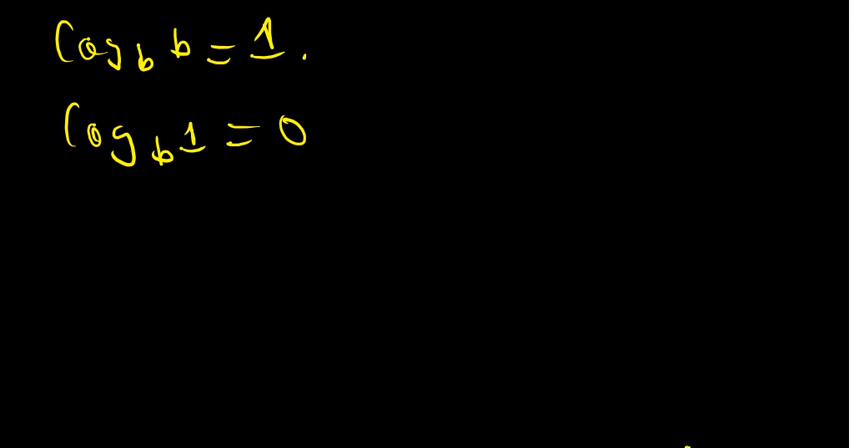 log_b b = 1.
log_b 1 = 0